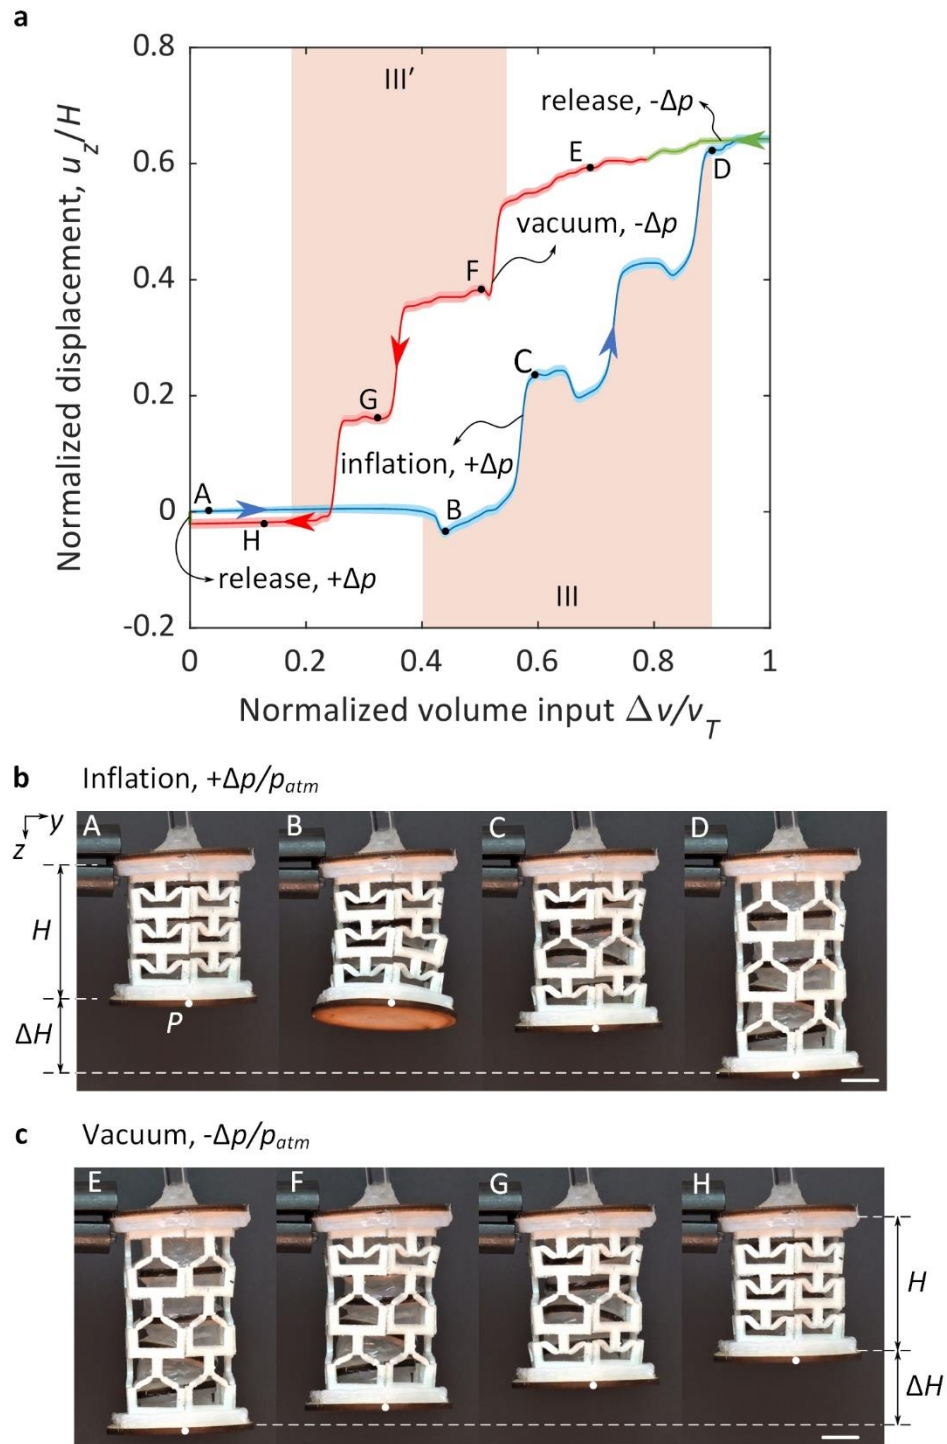 a
Normalized displacement, u_z/H
0.8
0.6
0.4
0.2
0
-0.2
III′
release, -Δp
E
D
vacuum, -Δp
F
C
G
inflation, +Δp
A
B
H
release, +Δp
III
0 0.2 0.4 0.6 0.8 1
Normalized volume input Δv/v_T
b Inflation, +Δp/p_atm
y
z
A B C D
H
P
ΔH
c Vacuum, -Δp/p_atm
E F G H
H
ΔH